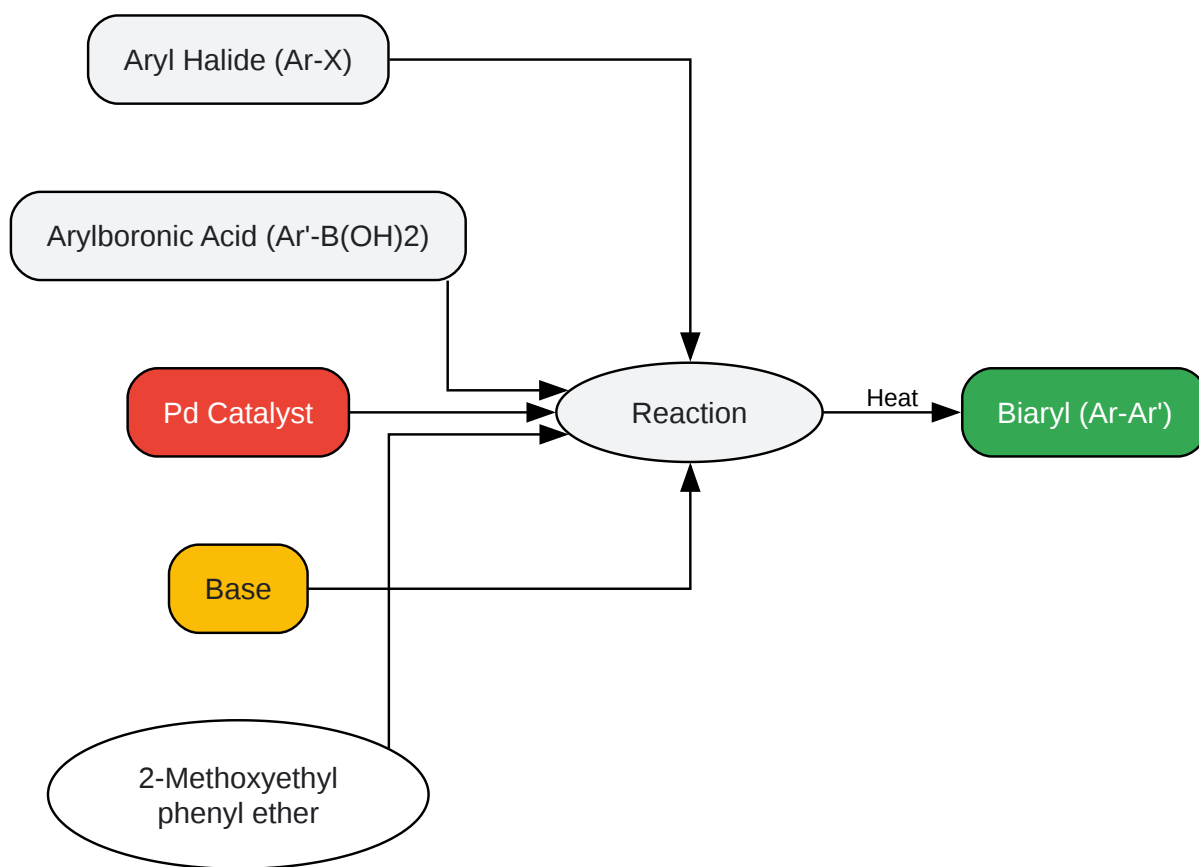 Aryl Halide (Ar-X)
Arylboronic Acid (Ar'-B(OH)2)
Pd Catalyst
Reaction
Heat
Biaryl (Ar-Ar')
Base
2-Methoxyethyl
phenyl ether